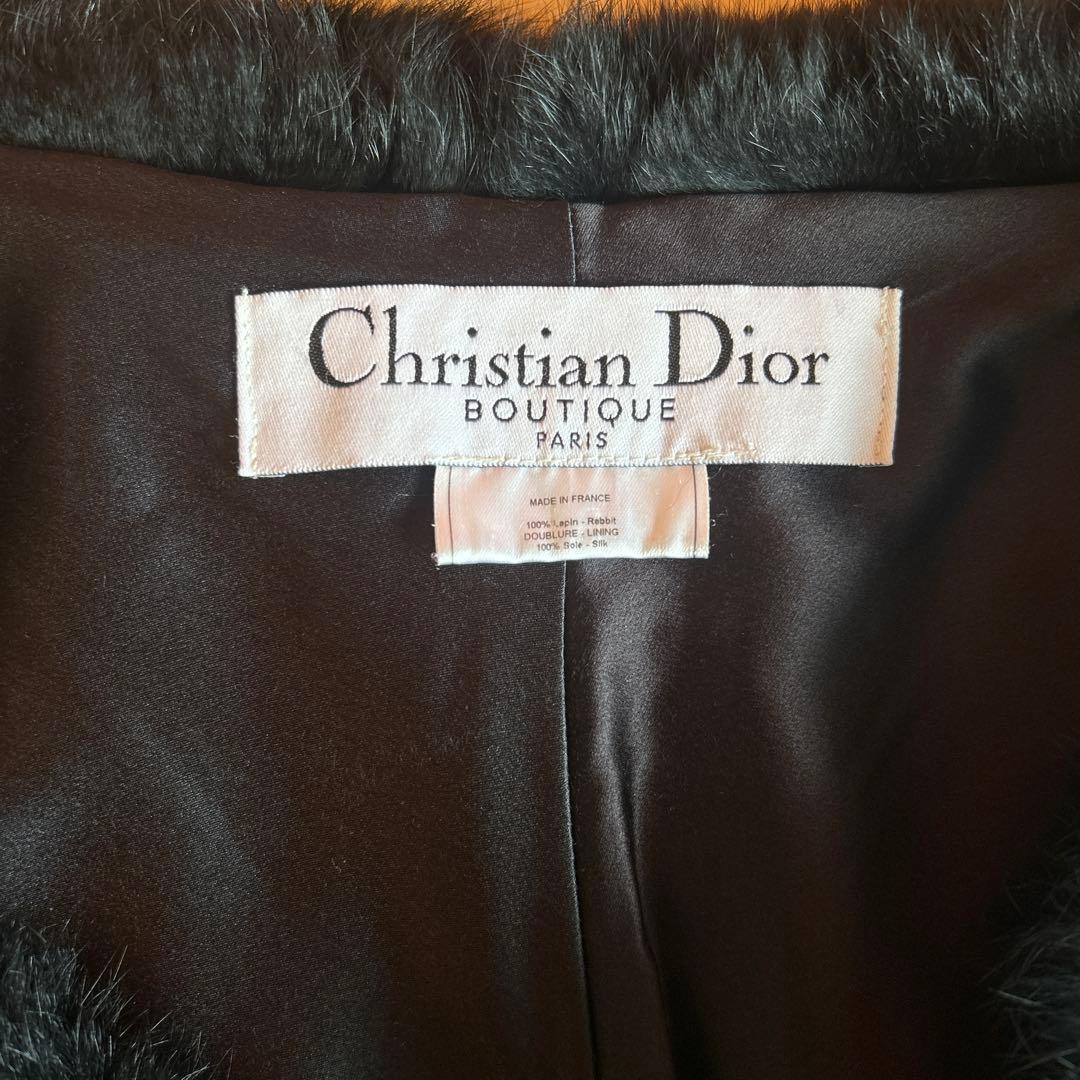 Christian Dior
BOUTIQUE
PARIS
MADE IN FRANCE
100% Lapin - Rabbit
DOUBLURE - LINING
100% Soie - Silk